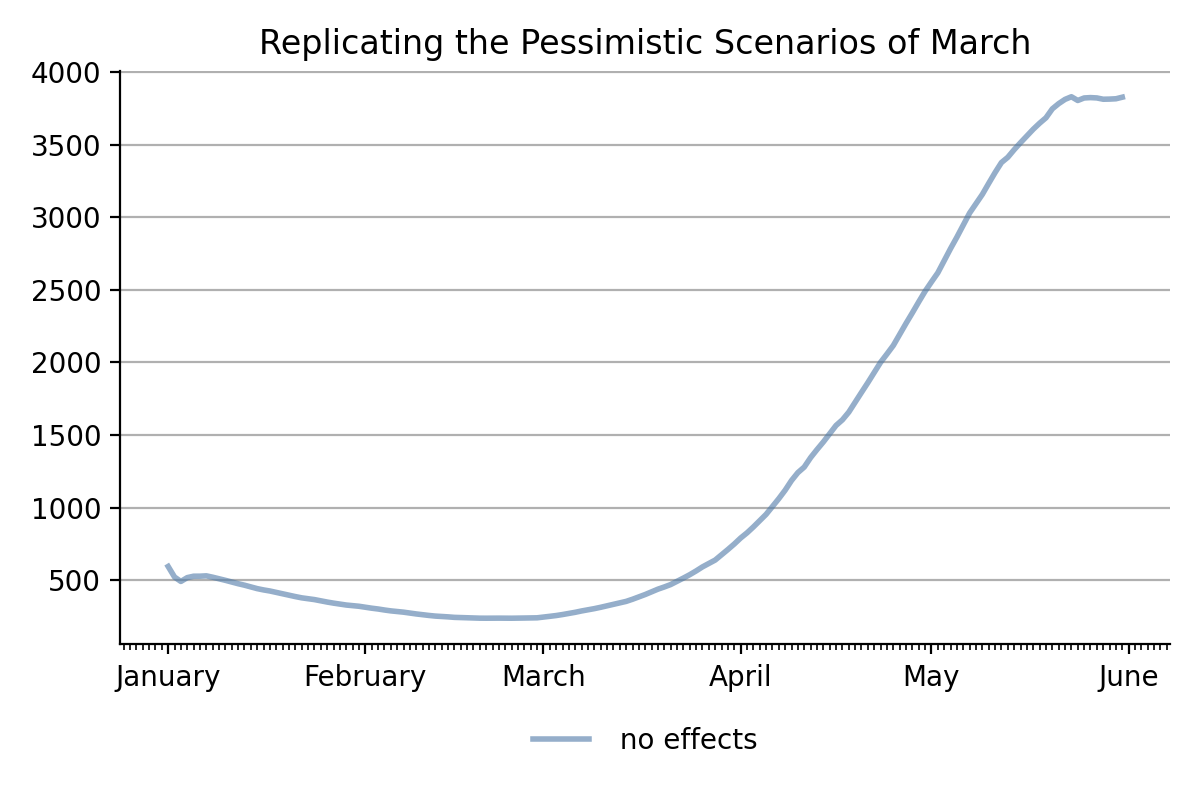 Replicating the Pessimistic Scenarios of March
4000
3500
3000
2500
2000
1500
1000
500
January February March April May June
no effects